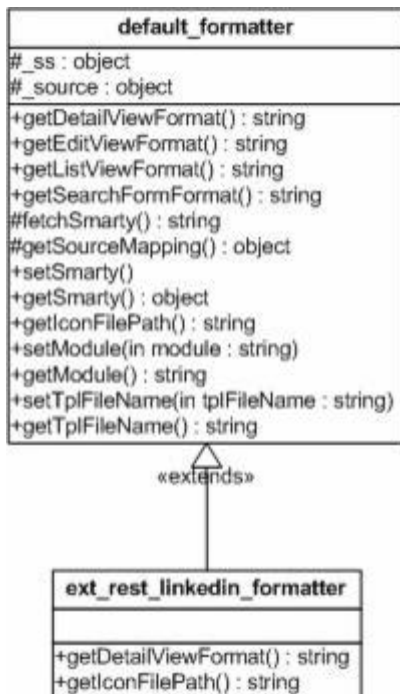 default_formatter
#_ss : object
#_source : object
+getDetailViewFormat() : string
+getEditViewFormat() : string
+getListViewFormat() : string
+getSearchFormFormat() : string
#fetchSmarty() : string
#getSourceMapping() : object
+setSmarty()
+getSmarty() : object
+getIconFilePath() : string
+setModule(in module : string)
+getModule() : string
+setTplFileName(in tplFileName : string)
+getTplFileName() : string
«extends»
ext_rest_linkedin_formatter
+getDetailViewFormat() : string
+getIconFilePath() : string